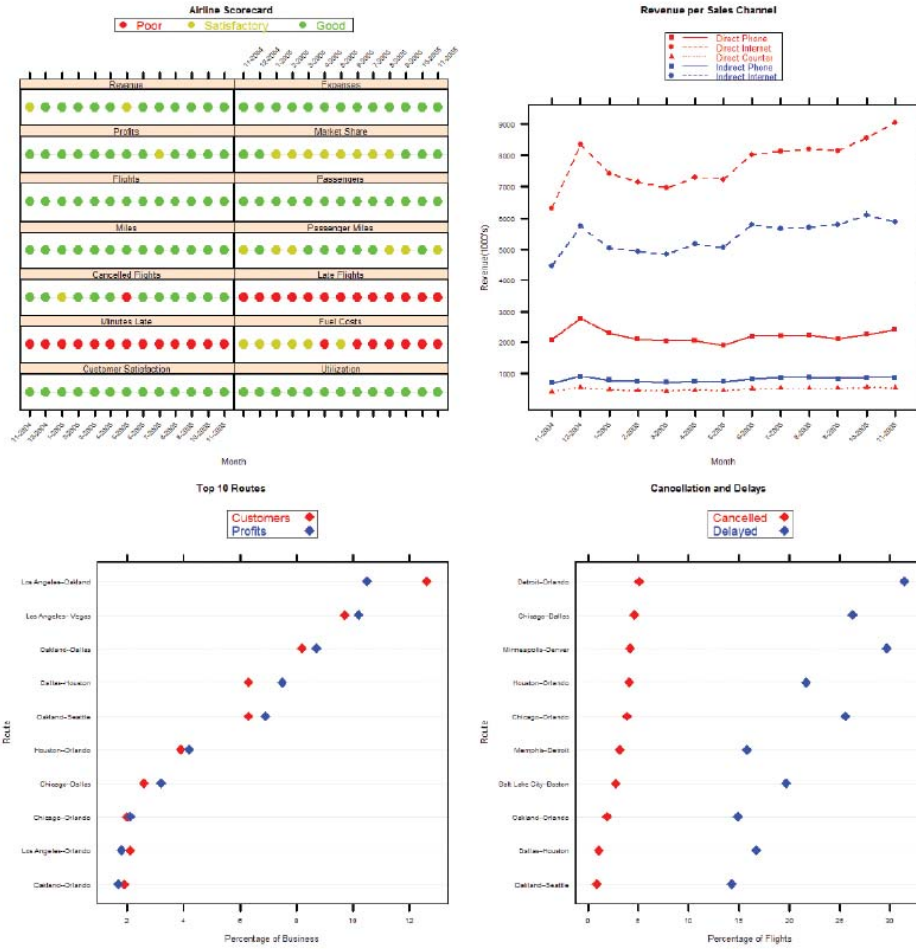 Airline Scorecard
Poor Satisfactory Good
Revenue
Expenses
Profits
Market Share
Flights
Passengers
Miles
Passenger Miles
Cancelled Flights
Late Flights
Minutes Late
Fuel Costs
Customer Satisfaction
Utilization
Month
Revenue per Sales Channel
Direct Phone
Direct Internet
Direct Counter
Indirect Phone
Indirect Internet
Revenue(1000's)
9000
8000
7000
6000
5000
4000
3000
2000
1000
11-2004
12-2004
Month
Top 10 Routes
Customers
Profits
Route
Los Angeles-Oakland
Los Angeles-Vegas
Oakland-Dallas
Dallas-Houston
Oakland-Seattle
Houston-Orlando
Chicago-Dallas
Chicago-Orlando
Los Angeles-Orlando
Oakland-Orlando
2 4 6 8 10 12
Percentage of Business
Cancellation and Delays
Cancelled
Delayed
Route
Detroit-Orlando
Chicago-Dallas
Minneapolis-Denver
Houston-Orlando
Chicago-Orlando
Memphis-Detroit
Lake City-Boston
Oakland-Orlando
Dallas-Houston
Oakland-Seattle
0 5 10 15 20 25 30
Percentage of Flights